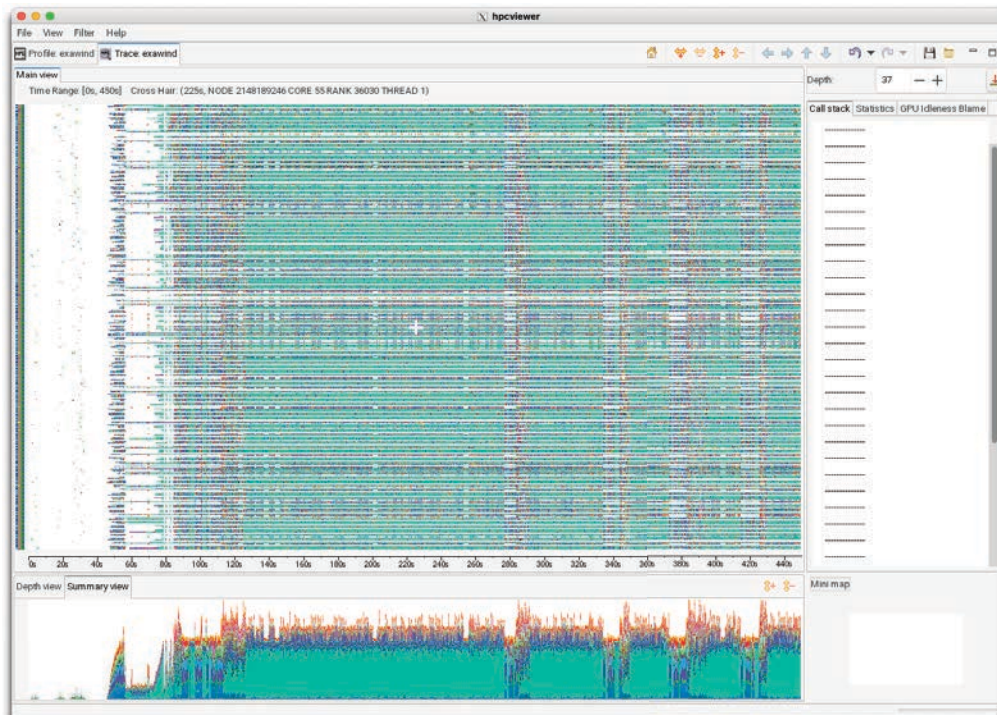 hpcviewer
File View Filter Help
Profile: exawind Trace: exawind
Main view
Time Range: [0s, 450s] Cross Hair: (225s, NODE 2148189246 CORE 55 RANK 36030 THREAD 1)
Depth: 37
Call stack Statistics GPU Idleness Blame
0s 20s 40s 60s 80s 100s 120s 140s 160s 180s 200s 220s 240s 260s 280s 300s 320s 340s 360s 380s 400s 420s 440s
Depth view Summary view
Mini map